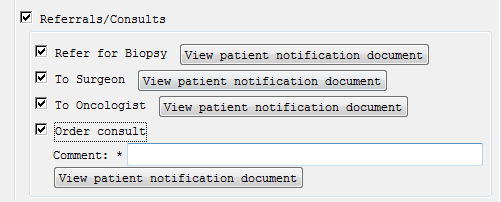 Referrals/Consults
Refer for Biopsy View patient notification document
To Surgeon View patient notification document
To Oncologist View patient notification document
Order consult
Comment: *
View patient notification document